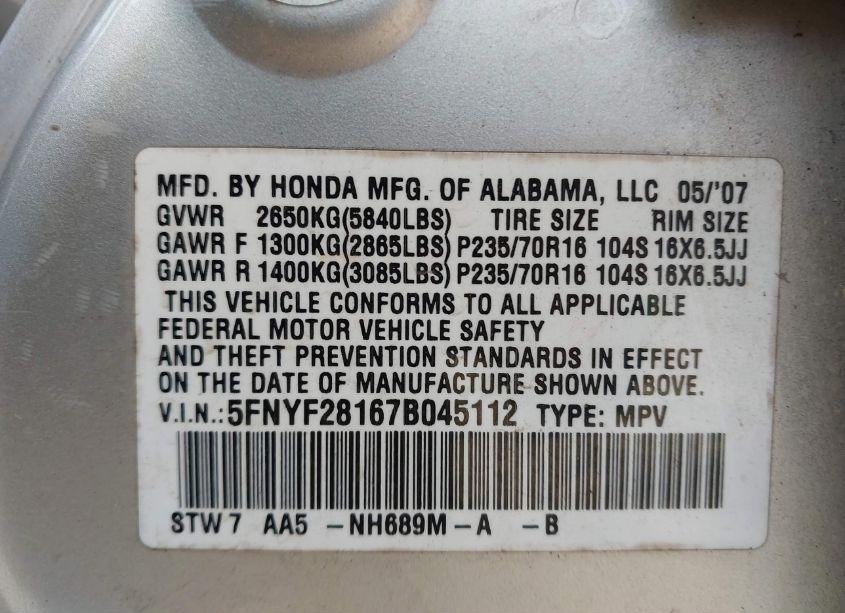 MFD. BY HONDA MFG. OF ALABAMA, LLC 05/'07
GVWR 2650KG(5840LBS) TIRE SIZE RIM SIZE
GAWR F 1300KG(2865LBS) P235/70R16 104S 16X6.5JJ
GAWR R 1400KG(3085LBS) P235/70R16 104S 16X6.5JJ
THIS VEHICLE CONFORMS TO ALL APPLICABLE
FEDERAL MOTOR VEHICLE SAFETY
AND THEFT PREVENTION STANDARDS IN EFFECT
ON THE DATE OF MANUFACTURE SHOWN ABOVE.
V.I.N.: 5FNYF28167B045112 TYPE: MPV
STW 7 AA5 -NH689M-A -B